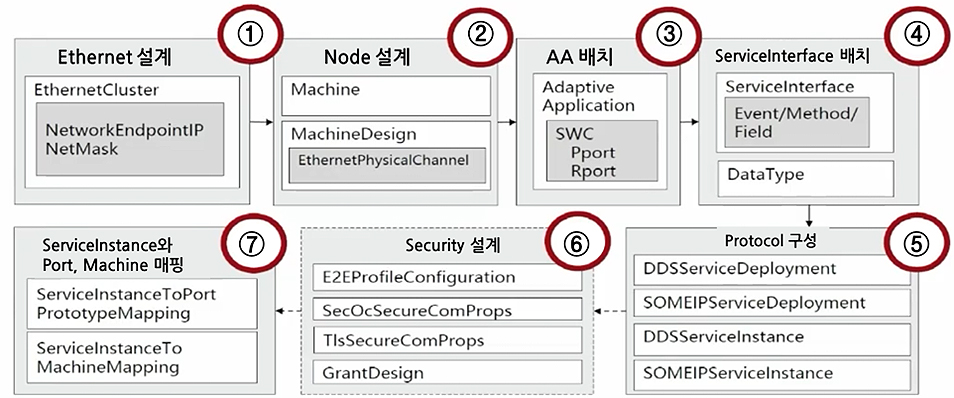 ①
Ethernet 설계
EthernetCluster
NetworkEndpointIP
NetMask
②
Node 설계
Machine
MachineDesign
EthernetPhysicalChannel
③
AA 배치
Adaptive
Application
SWC
Pport
Rport
④
ServiceInterface 배치
ServiceInterface
Event/Method/
Field
DataType
⑤
Protocol 구성
DDSServiceDeployment
SOMEIPServiceDeployment
DDSServiceInstance
SOMEIPServiceInstance
⑥
Security 설계
E2EProfileConfiguration
SecOcSecureComProps
TlsSecureComProps
GrantDesign
⑦
ServiceInstance와
Port, Machine 매핑
ServiceInstanceToPort
PrototypeMapping
ServiceInstanceTo
MachineMapping